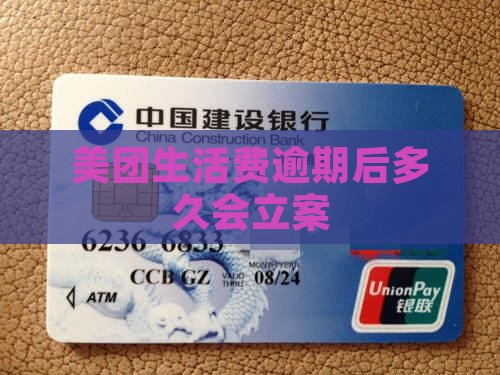 中国建设银行
China Construction Bank
美团生活费逾期后多
久会立案
6236 6833
MONTH/YEAR
CCB GZ VALID THRU 08/24
ATM
UnionPay
银联